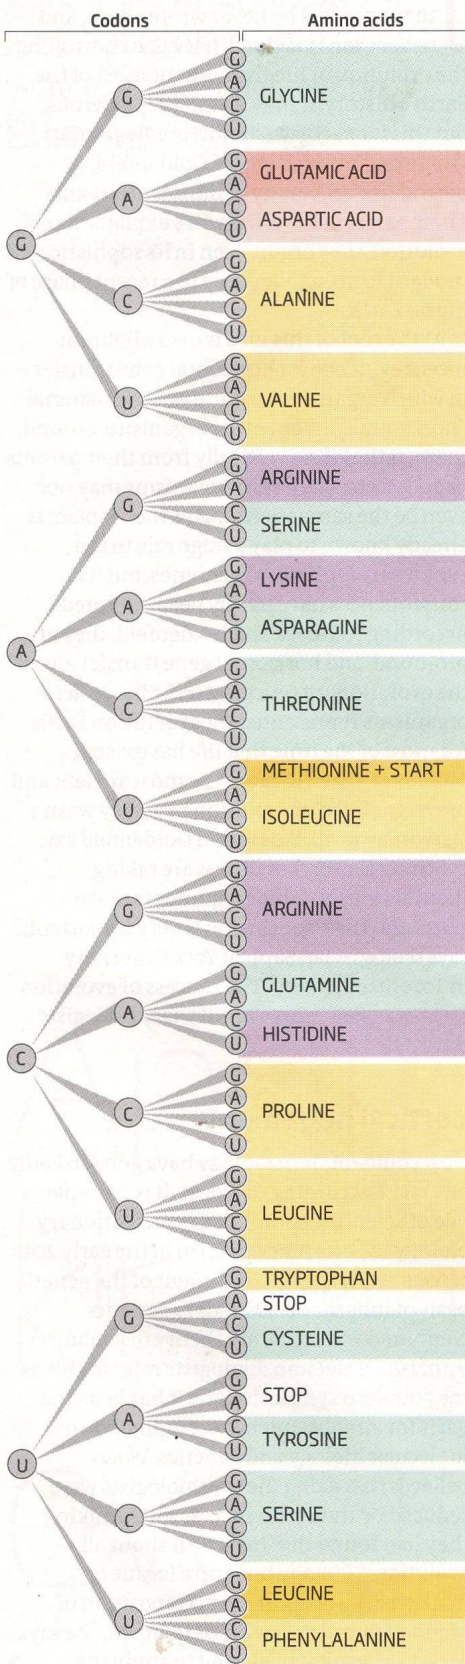 Codons Amino acids
G
G
G
A
C
U
GLYCINE
A
G
A
C
U
GLUTAMIC ACID
ASPARTIC ACID
C
G
A
C
U
ALANINE
U
G
A
C
U
VALINE
A
G
G
A
C
U
ARGININE
SERINE
A
G
A
C
U
LYSINE
ASPARAGINE
C
G
A
C
U
THREONINE
U
G
A
C
U
METHIONINE + START
ISOLEUCINE
C
G
G
A
C
U
ARGININE
A
G
A
C
U
GLUTAMINE
HISTIDINE
C
G
A
C
U
PROLINE
U
G
A
C
U
LEUCINE
U
G
G
A
C
U
TRYPTOPHAN
STOP
CYSTEINE
A
G
A
C
U
STOP
TYROSINE
C
G
A
C
U
SERINE
U
G
A
C
U
LEUCINE
PHENYLALANINE